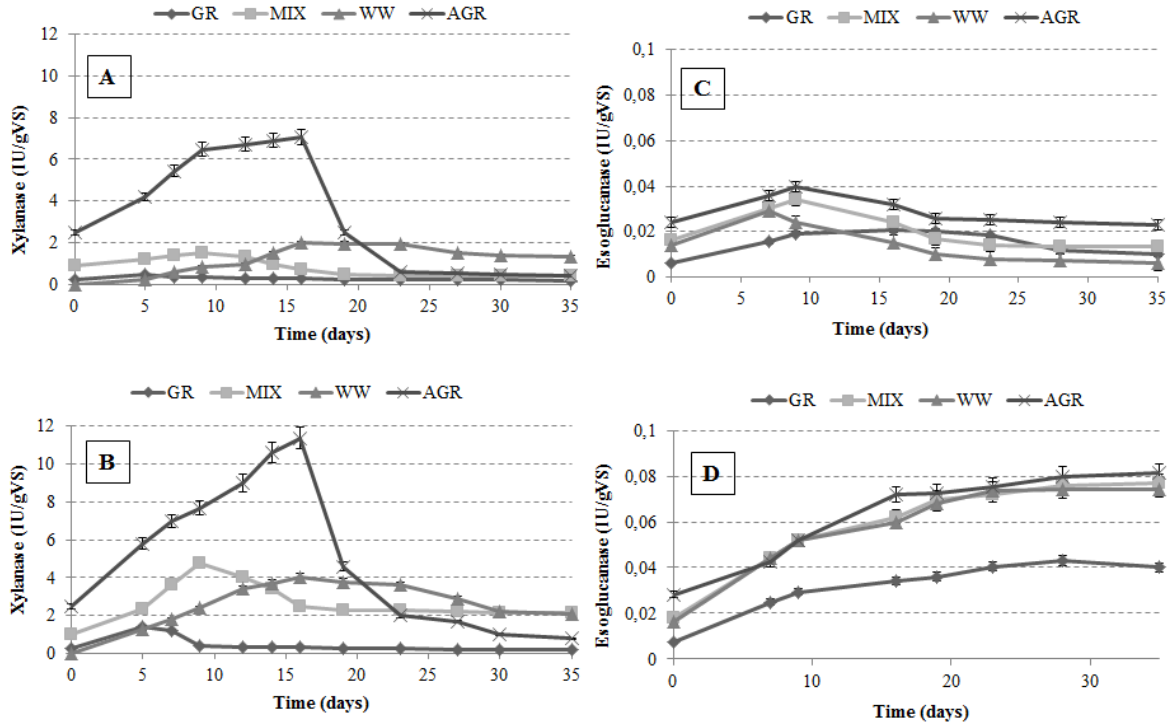 GR MIX WW AGR
12
10
8
6
4
2
0
A
Xylanase (IU/gVS)
0 5 10 15 20 25 30 35
Time (days)
GR MIX WW AGR
0,1
0,08
0,06
0,04
0,02
0
C
Esoglucanase (IU/gVS)
0 5 10 15 20 25 30 35
Time (days)
GR MIX WW AGR
12
10
8
6
4
2
0
B
Xylanase (IU/gVS)
0 5 10 15 20 25 30 35
Time (days)
GR MIX WW AGR
0,1
0,08
0,06
0,04
0,02
0
D
Esoglucanase (IU/gVS)
0 10 20 30
Time (days)